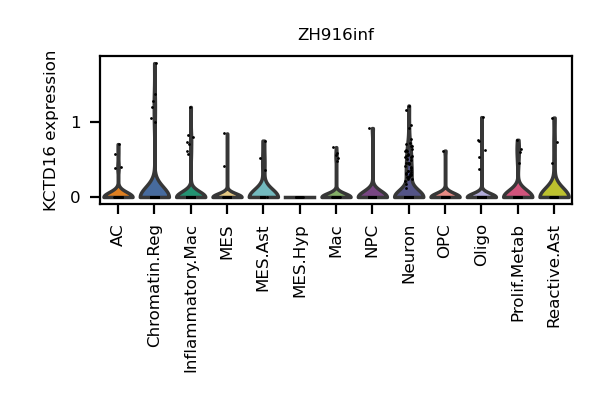 ZH916inf
KCTD16 expression
1
0
AC
Chromatin.Reg
Inflammatory.Mac
MES
MES.Ast
MES.Hyp
Mac
NPC
Neuron
OPC
Oligo
Prolif.Metab
Reactive.Ast